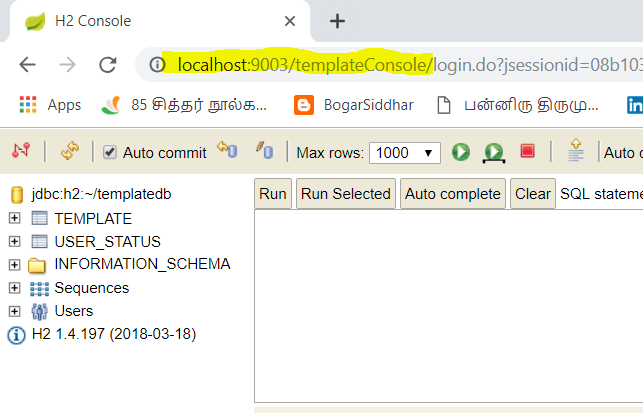 H2 Console
localhost:9003/templateConsole/login.do?jsessionid=08b103
Apps 85 சித்தர் நூல்க... BogarSiddhar பன்னிரு திருமு... in
Auto commit Max rows: 1000 Auto c
jdbc:h2:~/templatedb Run Run Selected Auto complete Clear SQL stateme
TEMPLATE
USER_STATUS
INFORMATION_SCHEMA
Sequences
Users
H2 1.4.197 (2018-03-18)